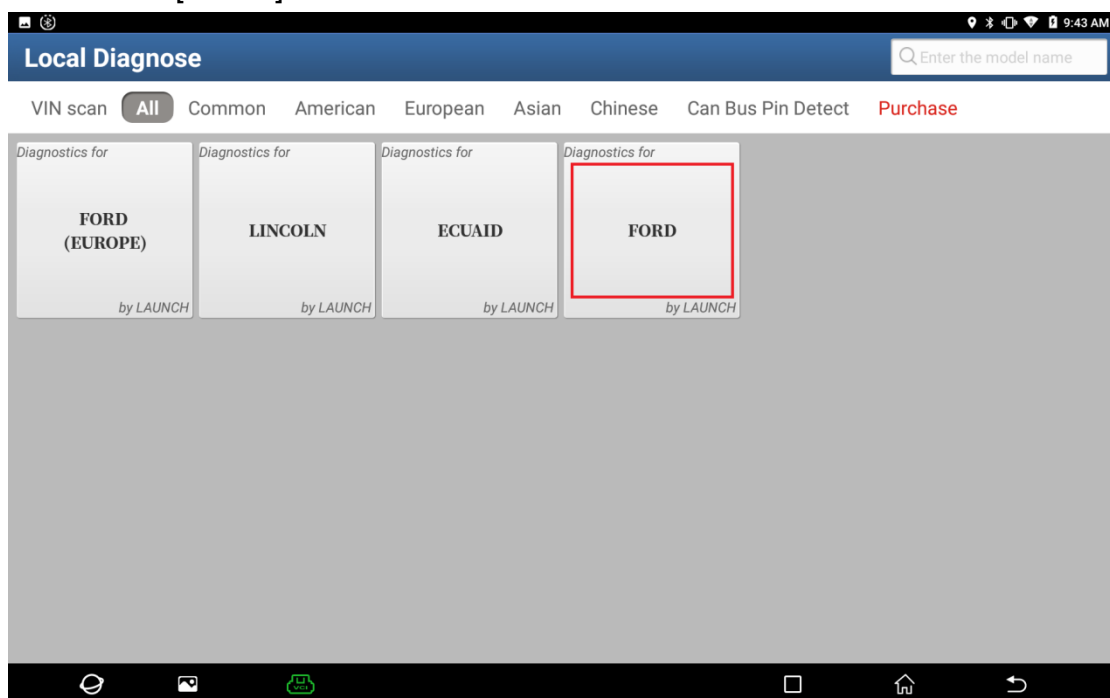 9:43 AM
Local Diagnose
Enter the model name
VIN scan All Common American European Asian Chinese Can Bus Pin Detect Purchase
Diagnostics for
FORD
(EUROPE)
by LAUNCH
Diagnostics for
LINCOLN
by LAUNCH
Diagnostics for
ECUAID
by LAUNCH
Diagnostics for
FORD
by LAUNCH
VCI